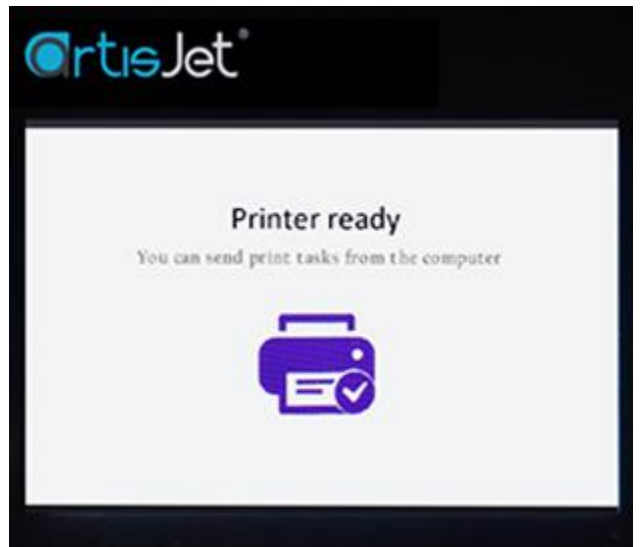 artisJet®
Printer ready
You can send print tasks from the computer